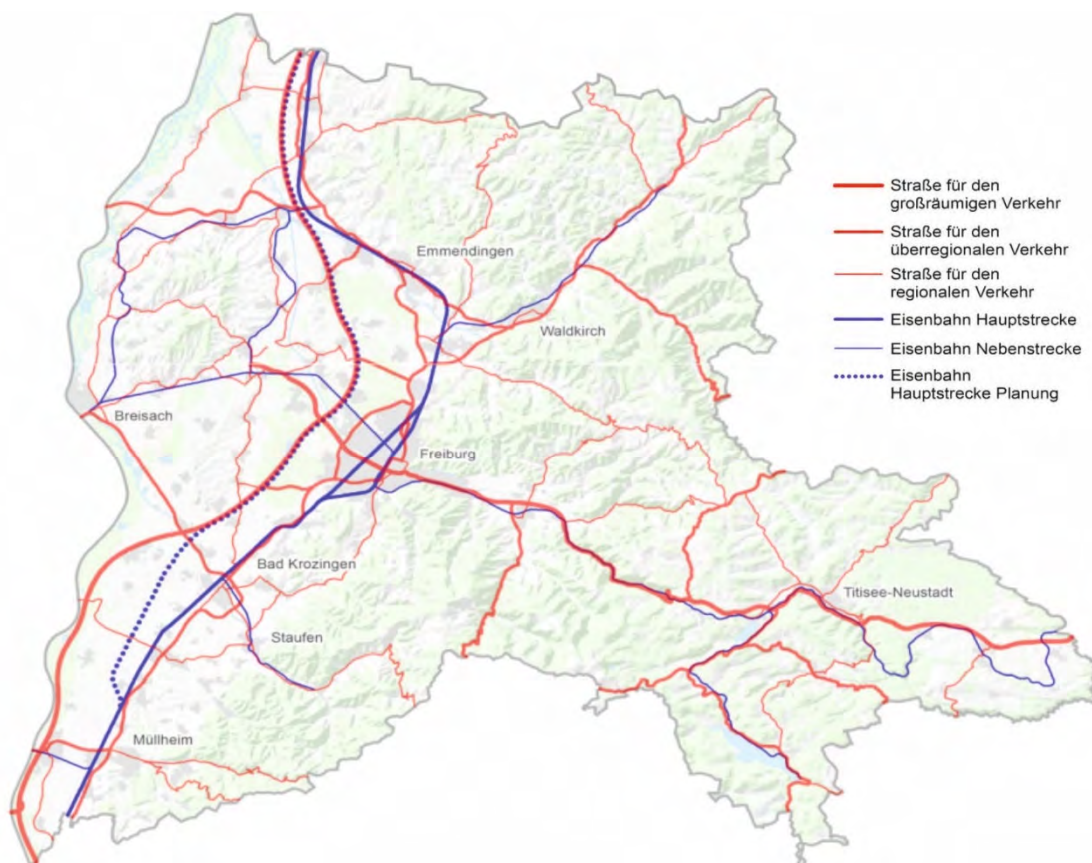 Straße für den
großräumigen Verkehr
Straße für den
überregionalen Verkehr
Straße für den
regionalen Verkehr
Eisenbahn Hauptstrecke
Eisenbahn Nebenstrecke
Eisenbahn
Hauptstrecke Planung
Emmendingen
Waldkirch
Breisach
Freiburg
Bad Krozingen
Titisee-Neustadt
Staufen
Müllheim